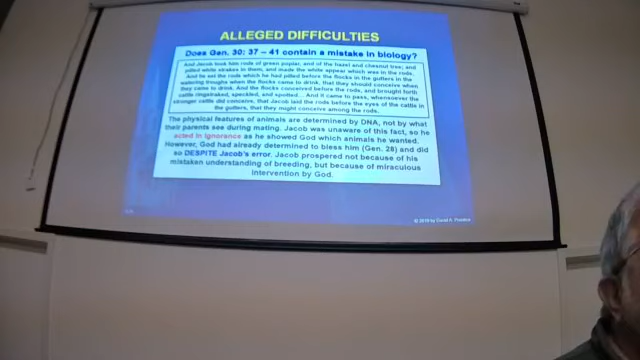 ALLEGED DIFFICULTIES
Does Gen. 30: 37 – 41 contain a mistake in biology?
And Jacob took him rods of green poplar, and of the hazel and chesnut tree; and
pilled white strakes in them, and made the white appear which was in the rods.
And he set the rods which he had pilled before the flocks in the gutters in the
watering troughs when the flocks came to drink, that they should conceive when
they came to drink. And the flocks conceived before the rods, and brought forth
cattle ringstraked, speckled, and spotted... And it came to pass, whensoever the
stronger cattle did conceive, that Jacob laid the rods before the eyes of the cattle in
the gutters, that they might conceive among the rods.
The physical features of animals are determined by DNA, not by what
their parents see during mating. Jacob was unaware of this fact, so he
acted in ignorance as he showed God which animals he wanted.
However, God had already determined to bless him (Gen. 28) and did
so DESPITE Jacob's error. Jacob prospered not because of his
mistaken understanding of breeding, but because of miraculous
intervention by God.